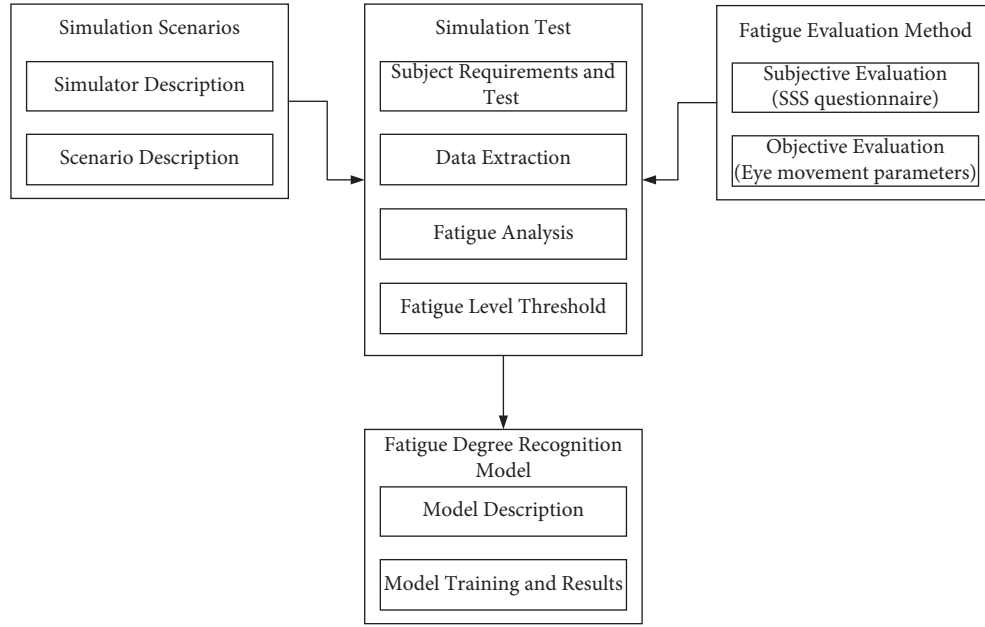 Simulation Scenarios
Simulator Description
Scenario Description
Simulation Test
Subject Requirements and
Test
Data Extraction
Fatigue Analysis
Fatigue Level Threshold
Fatigue Evaluation Method
Subjective Evaluation
(SSS questionnaire)
Objective Evaluation
(Eye movement parameters)
Fatigue Degree Recognition
Model
Model Description
Model Training and Results